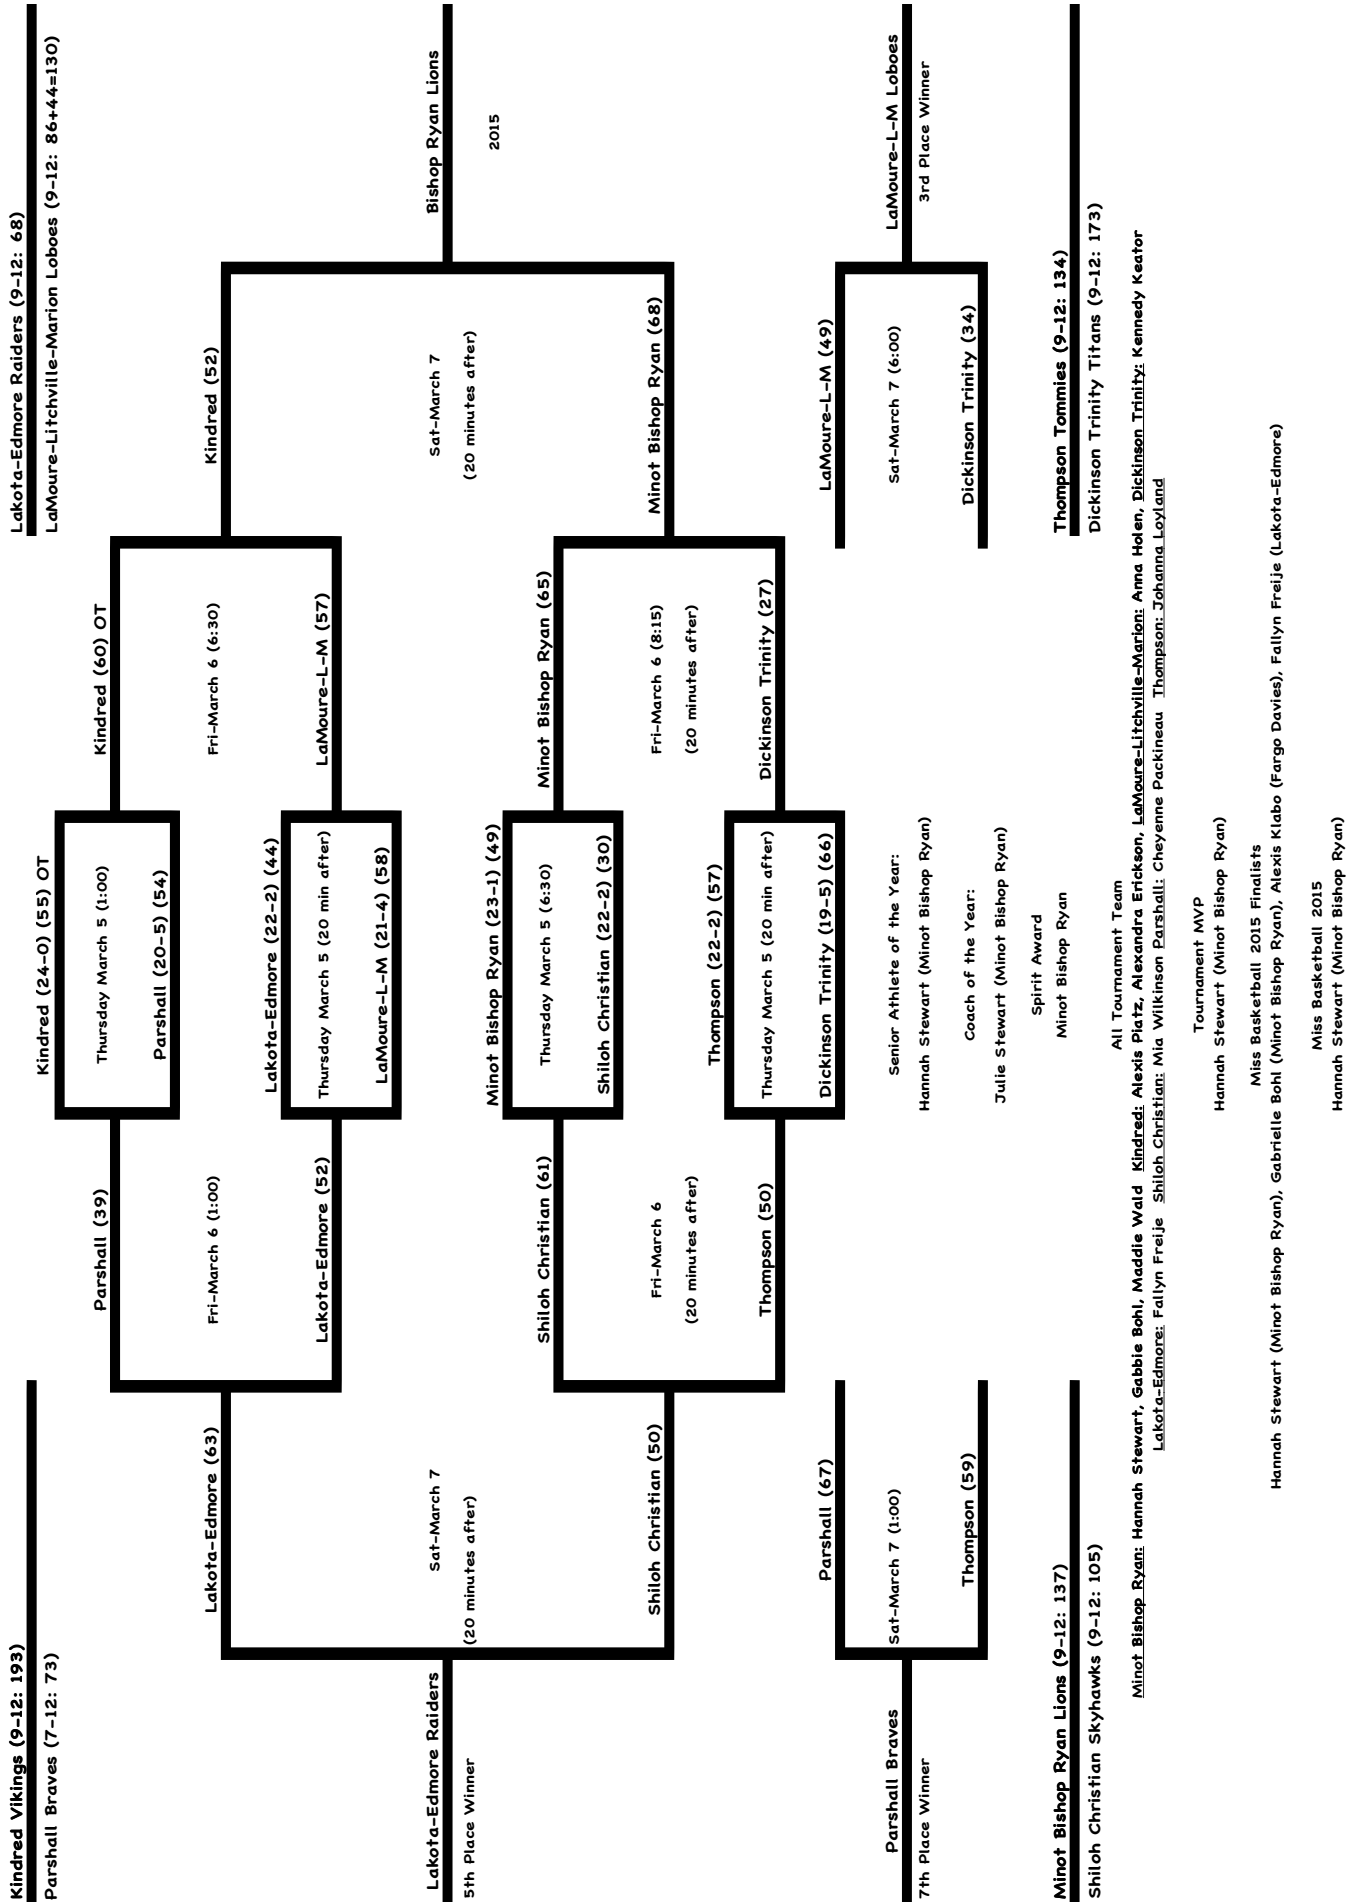 Kindred Vikings (9-12: 193)
Parshall Braves (7-12: 73)
Lakota-Edmore Raiders (9-12: 68)
LaMoure-Litchville-Marion Loboes (9-12: 86+44=130)
Kindred (24-0) (55) OT
Thursday March 5 (1:00)
Parshall (20-5) (54)
Parshall (39)
Fri-March 6 (1:00)
Lakota-Edmore (52)
Kindred (60) OT
Fri-March 6 (6:30)
LaMoure-L-M (57)
Lakota-Edmore (22-2) (44)
Thursday March 5 (20 min after)
LaMoure-L-M (21-4) (58)
Lakota-Edmore (63)
Sat-March 7
(20 minutes after)
Shiloh Christian (50)
Kindred (52)
Sat-March 7
(20 minutes after)
Minot Bishop Ryan (68)
Lakota-Edmore Raiders
5th Place Winner
Bishop Ryan Lions
2015
Minot Bishop Ryan (23-1) (49)
Thursday March 5 (6:30)
Shiloh Christian (22-2) (30)
Shiloh Christian (61)
Fri-March 6
(20 minutes after)
Thompson (50)
Minot Bishop Ryan (65)
Fri-March 6 (8:15)
(20 minutes after)
Dickinson Trinity (27)
Thompson (22-2) (57)
Thursday March 5 (20 min after)
Dickinson Trinity (19-5) (66)
Parshall (67)
Sat-March 7 (1:00)
Thompson (59)
Parshall Braves
7th Place Winner
LaMoure-L-M (49)
Sat-March 7 (6:00)
Dickinson Trinity (34)
LaMoure-L-M Loboes
3rd Place Winner
Senior Athlete of the Year:
Hannah Stewart (Minot Bishop Ryan)
Coach of the Year:
Julie Stewart (Minot Bishop Ryan)
Spirit Award
Minot Bishop Ryan
Minot Bishop Ryan Lions (9-12: 137)
Shiloh Christian Skyhawks (9-12: 105)
Thompson Tommies (9-12: 134)
Dickinson Trinity Titans (9-12: 173)
All Tournament Team
Minot Bishop Ryan: Hannah Stewart, Gabbie Bohl, Maddie Wald Kindred: Alexis Platz, Alexandra Erickson, LaMoure-Litchville-Marion: Anna Holen, Dickinson Trinity: Kennedy Keator
Lakota-Edmore: Fallyn Freije Shiloh Christian: Mia Wilkinson Parshall: Cheyenne Packineau Thompson: Johanna Loyland
Tournament MVP
Hannah Stewart (Minot Bishop Ryan)
Miss Basketball 2015 Finalists
Hannah Stewart (Minot Bishop Ryan), Gabrielle Bohl (Minot Bishop Ryan), Alexis Klabo (Fargo Davies), Fallyn Freije (Lakota-Edmore)
Miss Basketball 2015
Hannah Stewart (Minot Bishop Ryan)